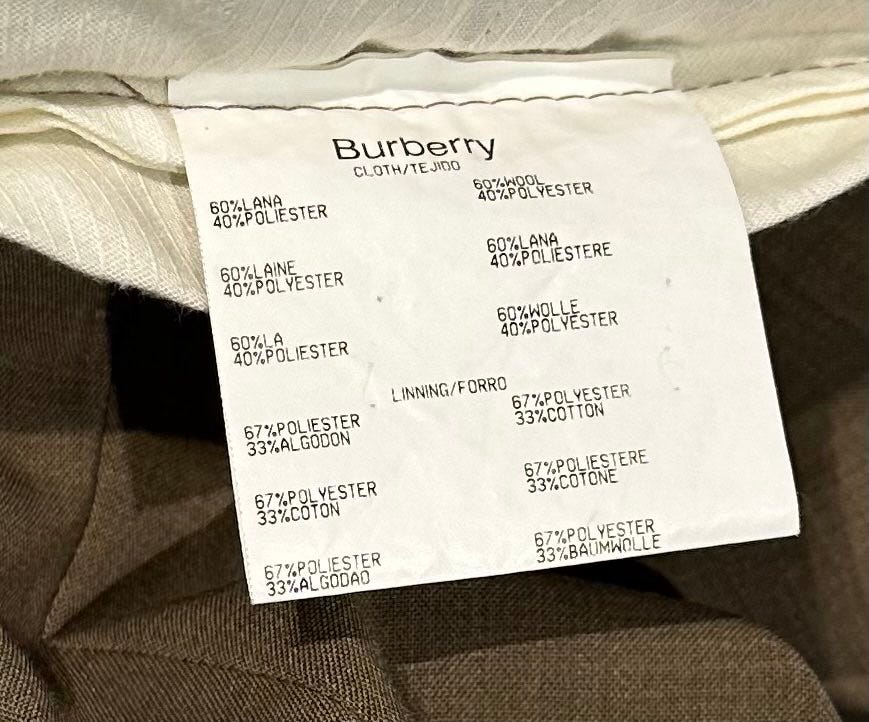 Burberry
CLOTH/TEJIDO
60%LANA
40%POLIESTER
60%WOOL
40%POLYESTER
60%LAINE
40%POLYESTER
60%LANA
40%POLIESTERE
60%LA
40%POLIESTER
60%WOLLE
40%POLYESTER
LINNING/FORRO
67%POLIESTER
33%ALGODON
67%POLYESTER
33%COTTON
67%POLYESTER
33%COTON
67%POLIESTERE
33%COTONE
67%POLIESTER
33%ALGODAO
67%POLYESTER
33%BAUMWOLLE